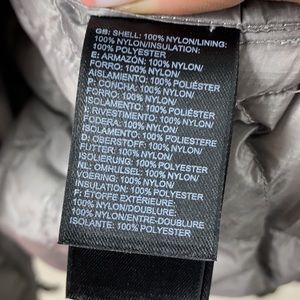 GB: SHELL: 100% NYLON/LINING:
100% NYLON/INSULATION:
100% POLYESTER
E: ARMAZÓN: 100% NYLON/
FORRO: 100% NYLON/
AISLAMIENTO: 100% POLIÉSTER
P: CONCHA: 100% NYLON/
FORRO: 100% NYLON/
ISOLAMENTO: 100% POLIÉSTER
I: RIVESTIMENTO: 100% NYLON/
FODERA: 100% NYLON/
ISOLAMENTO: 100% POLIESTERE
D: OBERSTOFF: 100% NYLON/
FUTTER: 100% NYLON/
ISOLIERUNG: 100% POLYESTER
NL: OMHULSEL: 100% NYLON/
VOERING: 100% NYLON/
INSULATION: 100% POLYESTER
F: ÉTOFFE EXTÉRIEURE:
100% NYLON/DOUBLURE:
100% NYLON/ENTRE-DOUBLURE
ISOLANTE: 100% POLYESTER